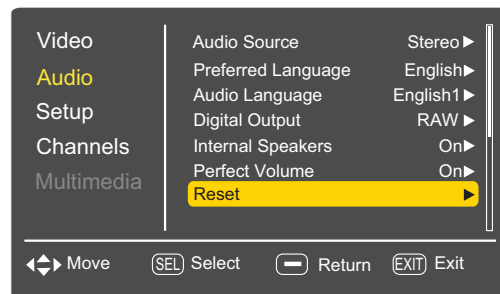 Video
Audio
Setup
Channels
Multimedia
Audio Source Stereo
Preferred Language English
Audio Language English1
Digital Output RAW
Internal Speakers On
Perfect Volume On
Reset
Move SEL Select Return EXIT Exit